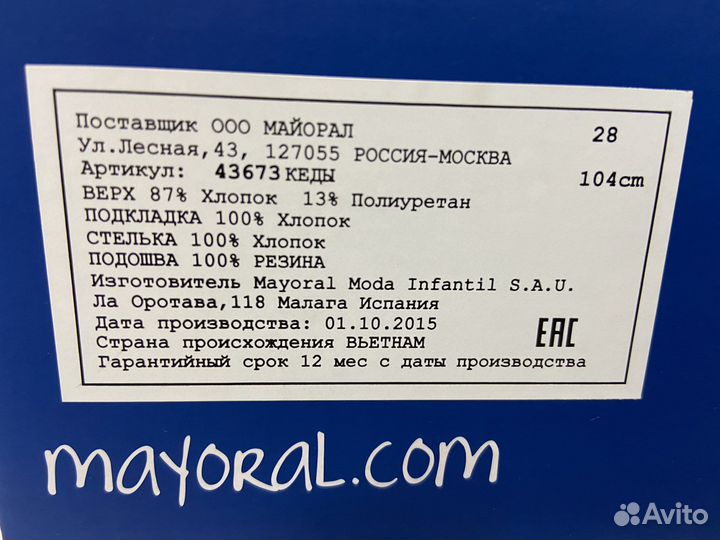 Поставщик ООО МАЙОРАЛ 28
Ул.Лесная,43, 127055 РОССИЯ-МОСКВА
Артикул: 43673 КЕДЫ 104cm
ВЕРХ 87% Хлопок 13% Полиуретан
ПОДКЛАДКА 100% Хлопок
СТЕЛЬКА 100% Хлопок
ПОДОШВА 100% РЕЗИНА
Изготовитель Mayoral Moda Infantil S.A.U.
Ла Оротава,118 Малага Испания
Дата производства: 01.10.2015
Страна происхождения ВЬЕТНАМ EAC
Гарантийный срок 12 мес с даты производства
mayoral.com
Avito